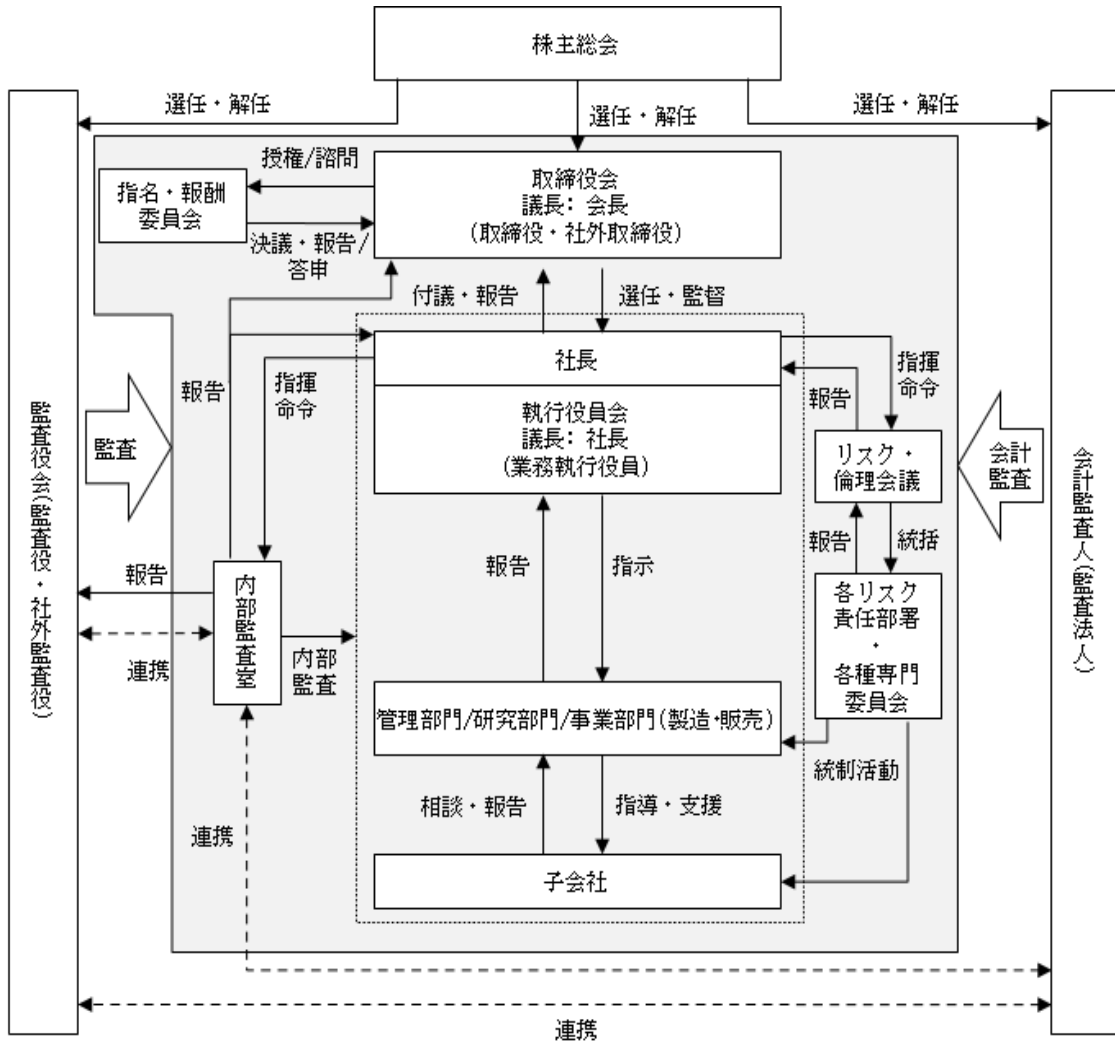 株主総会
選任・解任
選任・解任
選任・解任
授権/諮問
指名・報酬
委員会
取締役会
議長: 会長
(取締役・社外取締役)
決議・報告/
答申
付議・報告
選任・監督
社長
執行役員会
議長: 社長
(業務執行役員)
報告
指揮
命令
報告
指揮
命令
監査
会計
監査
監査役会(監査役・社外監査役)
会計監査人(監査法人)
リスク・
倫理会議
報告
統括
報告
内部監査室
連携
内部
監査
報告
指示
各リスク
責任部署
・
各種専門
委員会
管理部門/研究部門/事業部門(製造・販売)
統制活動
相談・報告
指導・支援
連携
子会社
連携